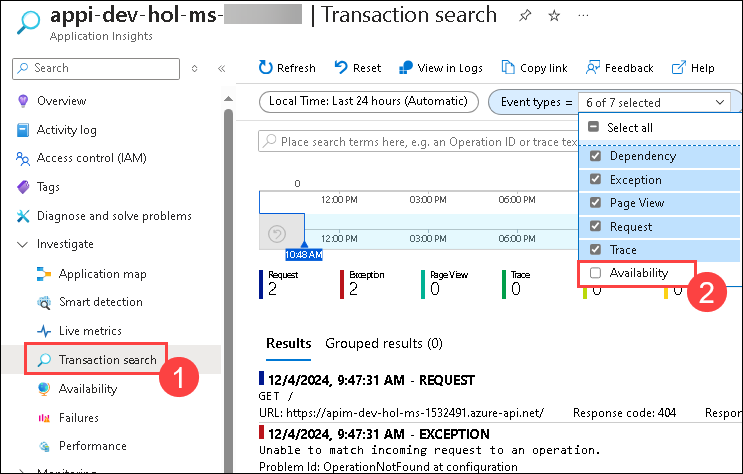 appi-dev-hol-ms- | Transaction search
Application Insights
Search
Overview
Activity log
Access control (IAM)
Tags
Diagnose and solve problems
Investigate
Application map
Smart detection
Live metrics
Transaction search
1
Availability
Failures
Performance
Refresh
Reset
View in Logs
Copy link
Feedback
Help
Local Time: Last 24 hours (Automatic)
Event types = 6 of 7 selected
Select all
Dependency
Exception
Page View
Request
Trace
Availability
2
Place search terms here, e.g. an Operation ID or trace tex
0
12:00 PM 03:00 PM 06:00 PM
12:00 PM 03:00 PM 06:00 PM
10:48 AM
Request
2
Exception
2
Page View
0
Trace
0
Results Grouped results (0)
12/4/2024, 9:47:31 AM - REQUEST
GET /
URL: https://apim-dev-hol-ms-1532491.azure-api.net/ Response code: 404 Respon
12/4/2024, 9:47:31 AM - EXCEPTION
Unable to match incoming request to an operation.
Problem Id: OperationNotFound at configuration